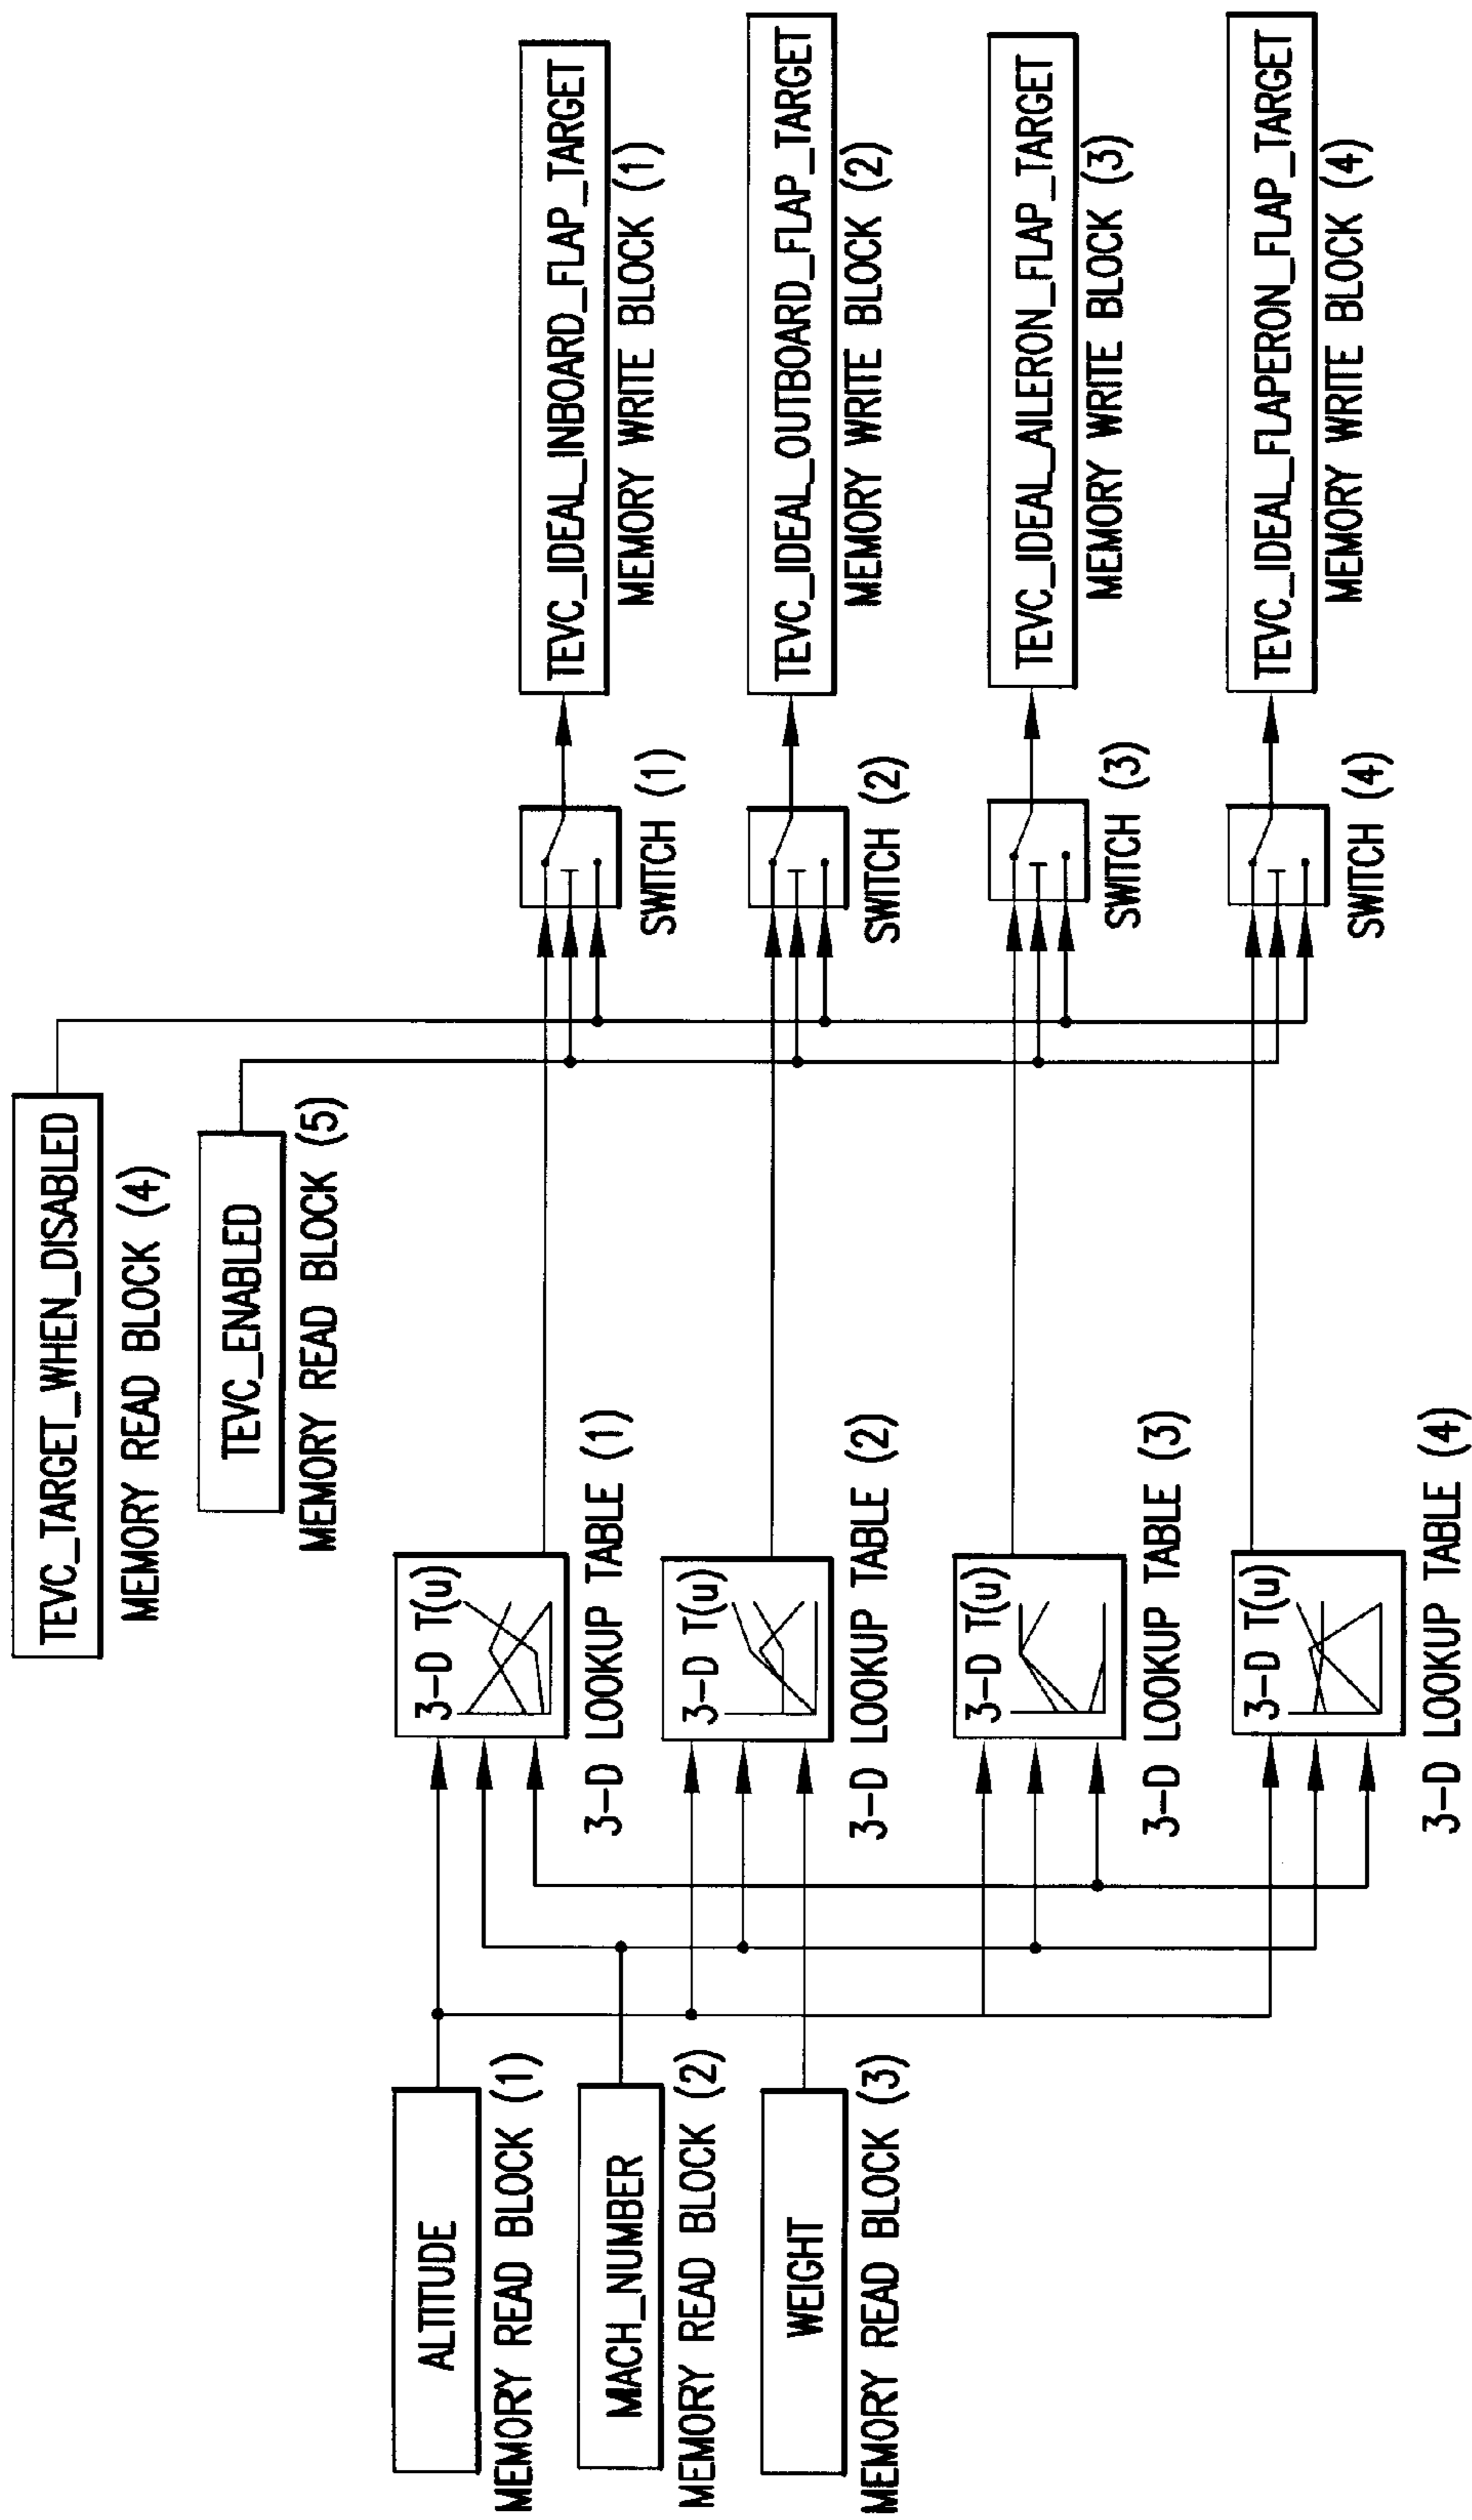 TEVC_TARGET_WHEN_DISABLED
MEMORY READ BLOCK (4)
TEVC_ENABLED
MEMORY READ BLOCK (5)
ALTITUDE
MEMORY READ BLOCK (1)
MACH_NUMBER
MEMORY READ BLOCK (2)
WEIGHT
MEMORY READ BLOCK (3)
3-D T(u)
3-D LOOKUP TABLE (1)
3-D T(u)
3-D LOOKUP TABLE (2)
3-D T(u)
3-D LOOKUP TABLE (3)
3-D T(u)
3-D LOOKUP TABLE (4)
SWITCH (1)
SWITCH (2)
SWITCH (3)
SWITCH (4)
TEVC_IDEAL_INBOARD_FLAP_TARGET
MEMORY WRITE BLOCK (1)
TEVC_IDEAL_OUTBOARD_FLAP_TARGET
MEMORY WRITE BLOCK (2)
TEVC_IDEAL_AILERON_FLAP_TARGET
MEMORY WRITE BLOCK (3)
TEVC_IDEAL_FLAPERON_FLAP_TARGET
MEMORY WRITE BLOCK (4)